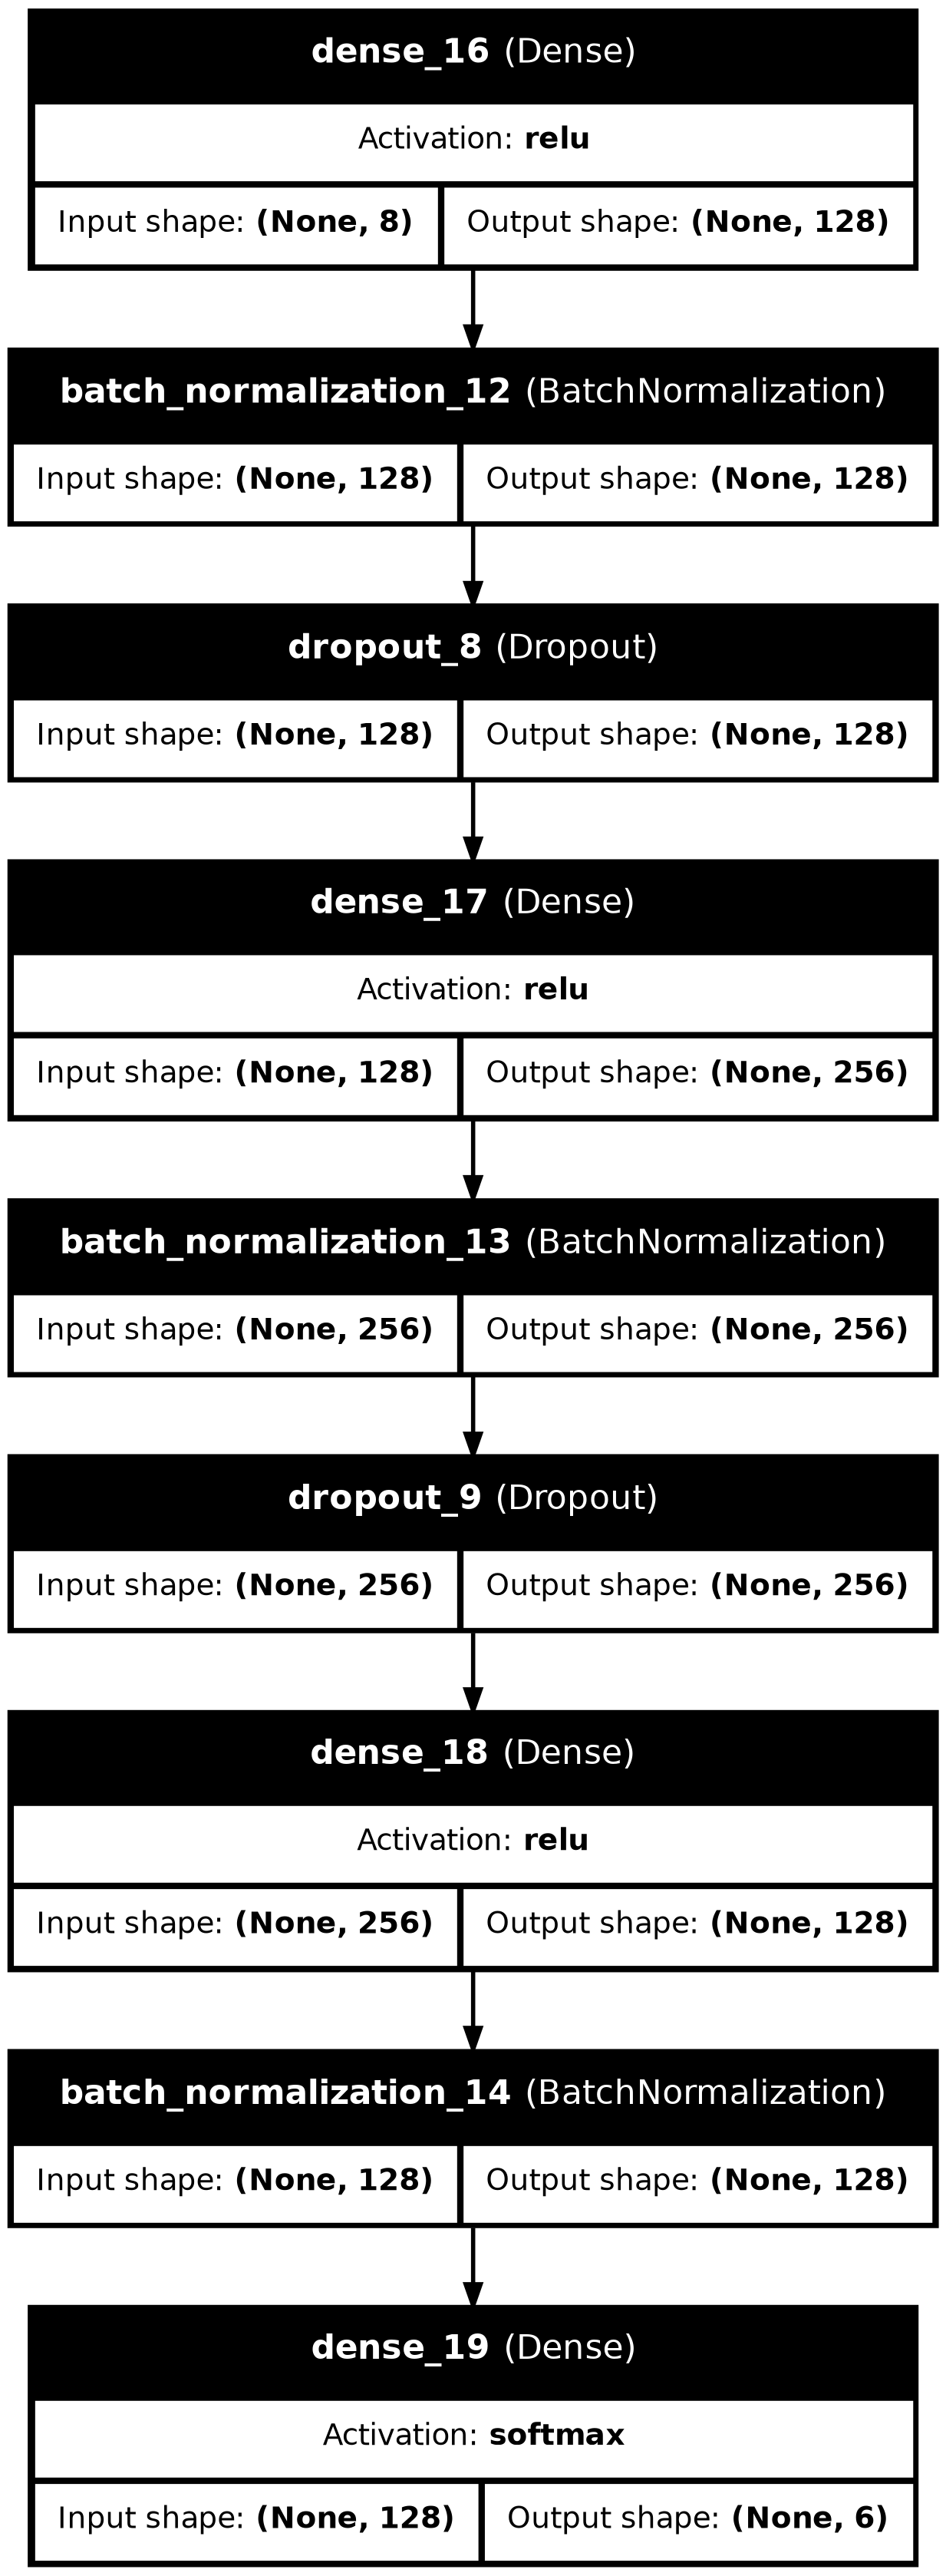 dense_16 (Dense)
Activation: relu
Input shape: (None, 8) Output shape: (None, 128)
batch_normalization_12 (BatchNormalization)
Input shape: (None, 128) Output shape: (None, 128)
dropout_8 (Dropout)
Input shape: (None, 128) Output shape: (None, 128)
dense_17 (Dense)
Activation: relu
Input shape: (None, 128) Output shape: (None, 256)
batch_normalization_13 (BatchNormalization)
Input shape: (None, 256) Output shape: (None, 256)
dropout_9 (Dropout)
Input shape: (None, 256) Output shape: (None, 256)
dense_18 (Dense)
Activation: relu
Input shape: (None, 256) Output shape: (None, 128)
batch_normalization_14 (BatchNormalization)
Input shape: (None, 128) Output shape: (None, 128)
dense_19 (Dense)
Activation: softmax
Input shape: (None, 128) Output shape: (None, 6)